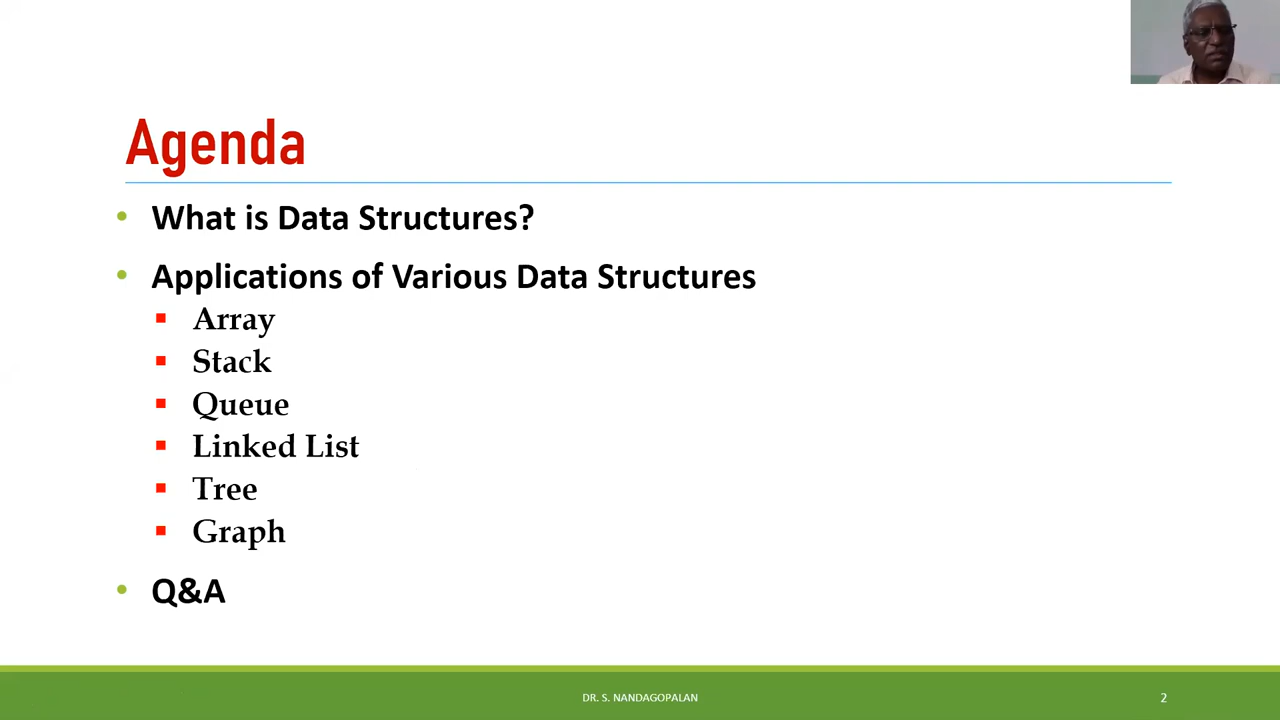 Agenda
• What is Data Structures?
• Applications of Various Data Structures
▪ Array
▪ Stack
▪ Queue
▪ Linked List
▪ Tree
▪ Graph
• Q&A
DR. S. NANDAGOPALAN
2